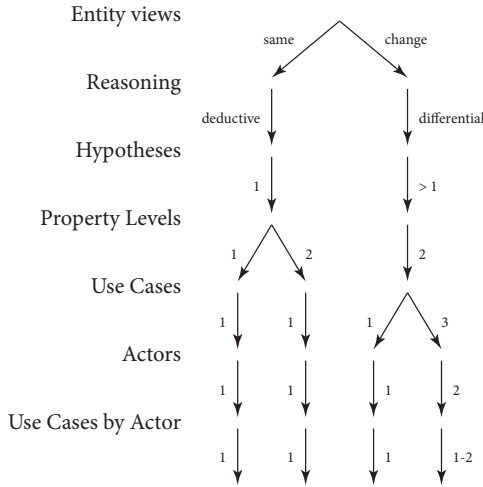 Entity views
same change
Reasoning
deductive differential
Hypotheses
1 > 1
Property Levels
1 2 2
Use Cases
1 1 1 3
Actors
1 1 1 2
Use Cases by Actor
1 1 1 1-2